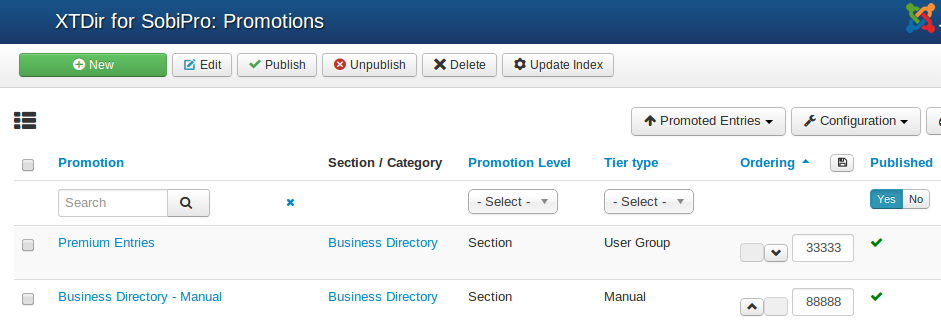 XTDir for SobiPro: Promotions
New Edit Publish Unpublish Delete Update Index
Promoted Entries Configuration
Promotion Section / Category Promotion Level Tier type Ordering Published
Search - Select - - Select - Yes No
Premium Entries Business Directory Section User Group 33333
Business Directory - Manual Business Directory Section Manual 88888